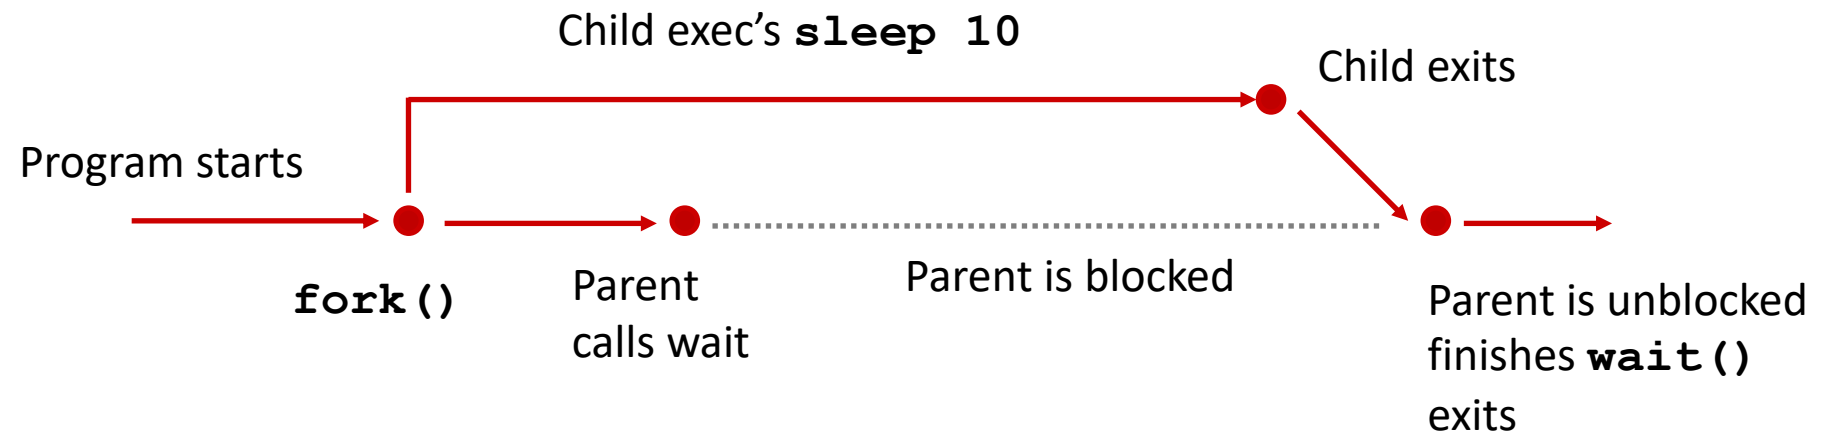 Child exec’s sleep 10
Child exits
Program starts
fork()
Parent
calls wait
Parent is blocked
Parent is unblocked
finishes wait()
exits